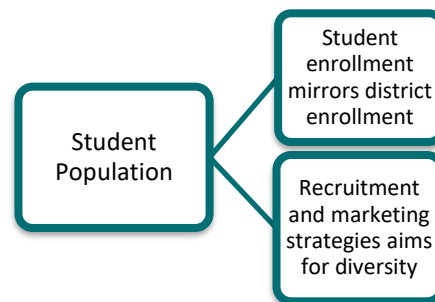 Student
Population
Student
enrollment
mirrors district
enrollment
Recruitment
and marketing
strategies aims
for diversity